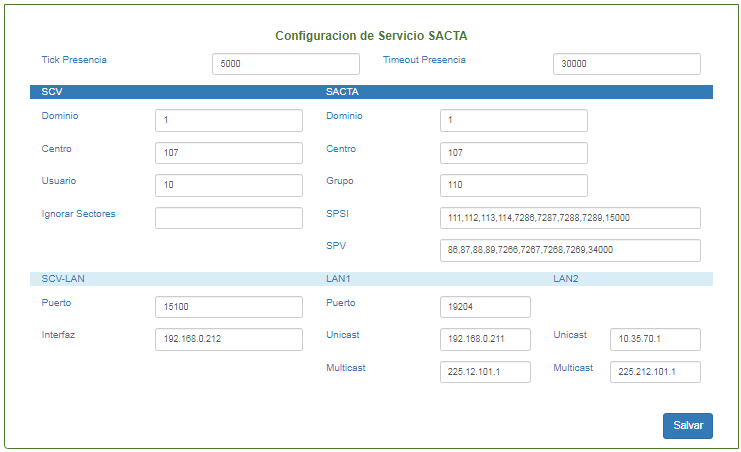 Configuracion de Servicio SACTA
Tick Presencia 5000 Timeout Presencia 30000
SCV SACTA
Dominio 1 Dominio 1
Centro 107 Centro 107
Usuario 10 Grupo 110
Ignorar Sectores SPSI 111,112,113,114,7286,7287,7288,7289,15000
SPV 86,87,88,89,7266,7267,7268,7269,34000
SCV-LAN LAN1 LAN2
Puerto 15100 Puerto 19204
Interfaz 192.168.0.212 Unicast 192.168.0.211 Unicast 10.35.70.1
Multicast 225.12.101.1 Multicast 225.212.101.1
Salvar